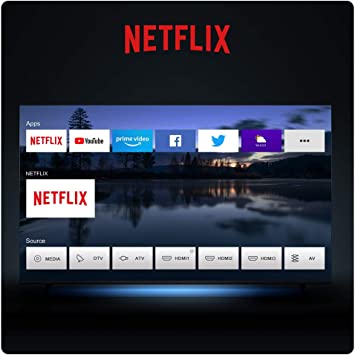 NETFLIX
Apps
NETFLIX YouTube prime video f
NETFLIX
NETFLIX
Source
MEDIA DTV ATV HDMI1 HDMI2 HDMI3 AV